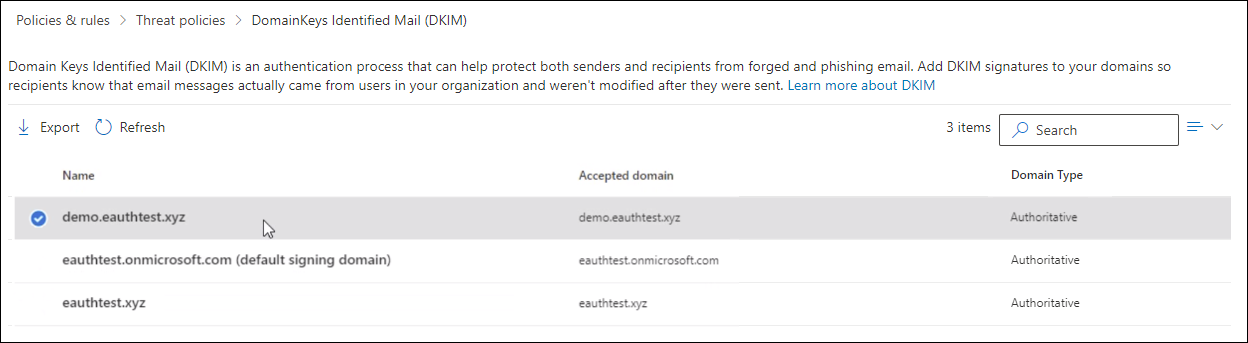 Policies & rules > Threat policies > DomainKeys Identified Mail (DKIM)
Domain Keys Identified Mail (DKIM) is an authentication process that can help protect both senders and recipients from forged and phishing email. Add DKIM signatures to your domains so
recipients know that email messages actually came from users in your organization and weren't modified after they were sent. Learn more about DKIM
Export Refresh 3 items Search
Name Accepted domain Domain Type
demo.eauthtest.xyz demo.eauthtest.xyz Authoritative
eauthtest.onmicrosoft.com (default signing domain) eauthtest.onmicrosoft.com Authoritative
eauthtest.xyz eauthtest.xyz Authoritative